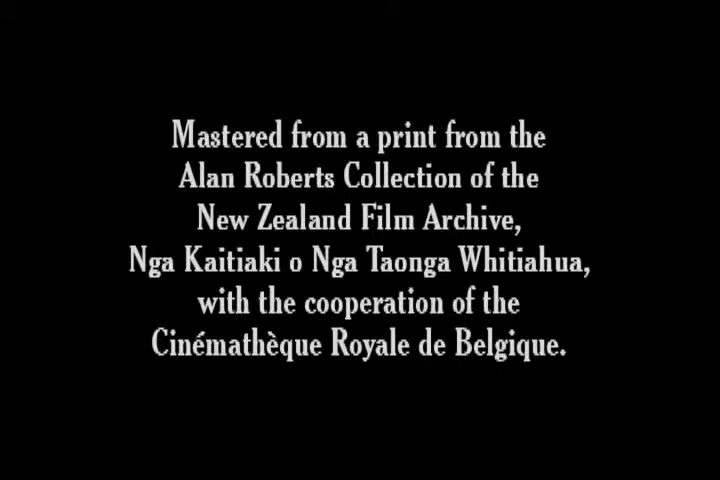 Mastered from a print from the
Alan Roberts Collection of the
New Zealand Film Archive,
Nga Kaitiaki o Nga Taonga Whitiahua,
with the cooperation of the
Cinémathèque Royale de Belgique.